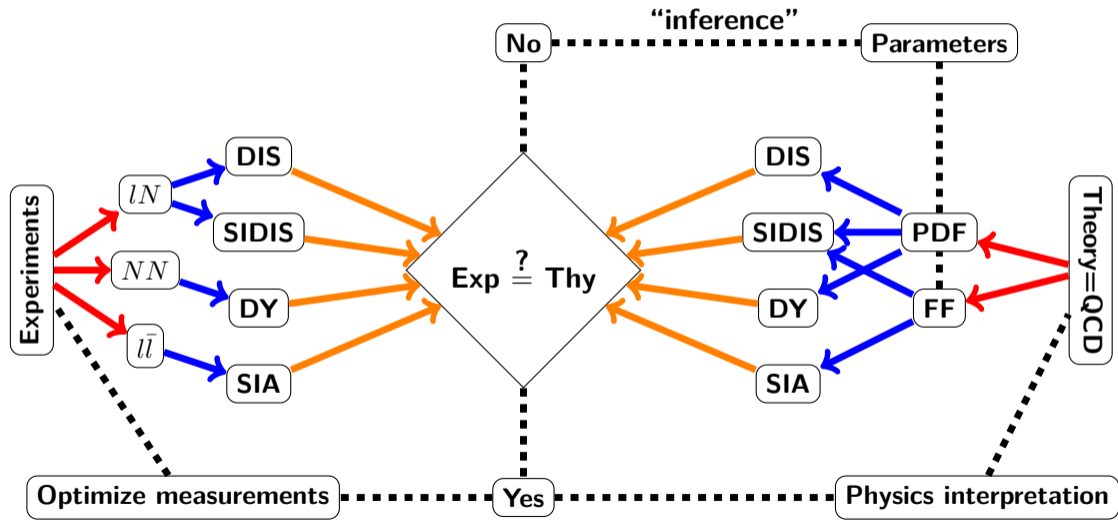 “inference”
No
Parameters
DIS
DIS
lN
SIDIS
SIDIS
PDF
Experiments
NN
Exp ≟ Thy
Theory=QCD
DY
DY
FF
l\bar{l}
SIA
SIA
Optimize measurements
Yes
Physics interpretation